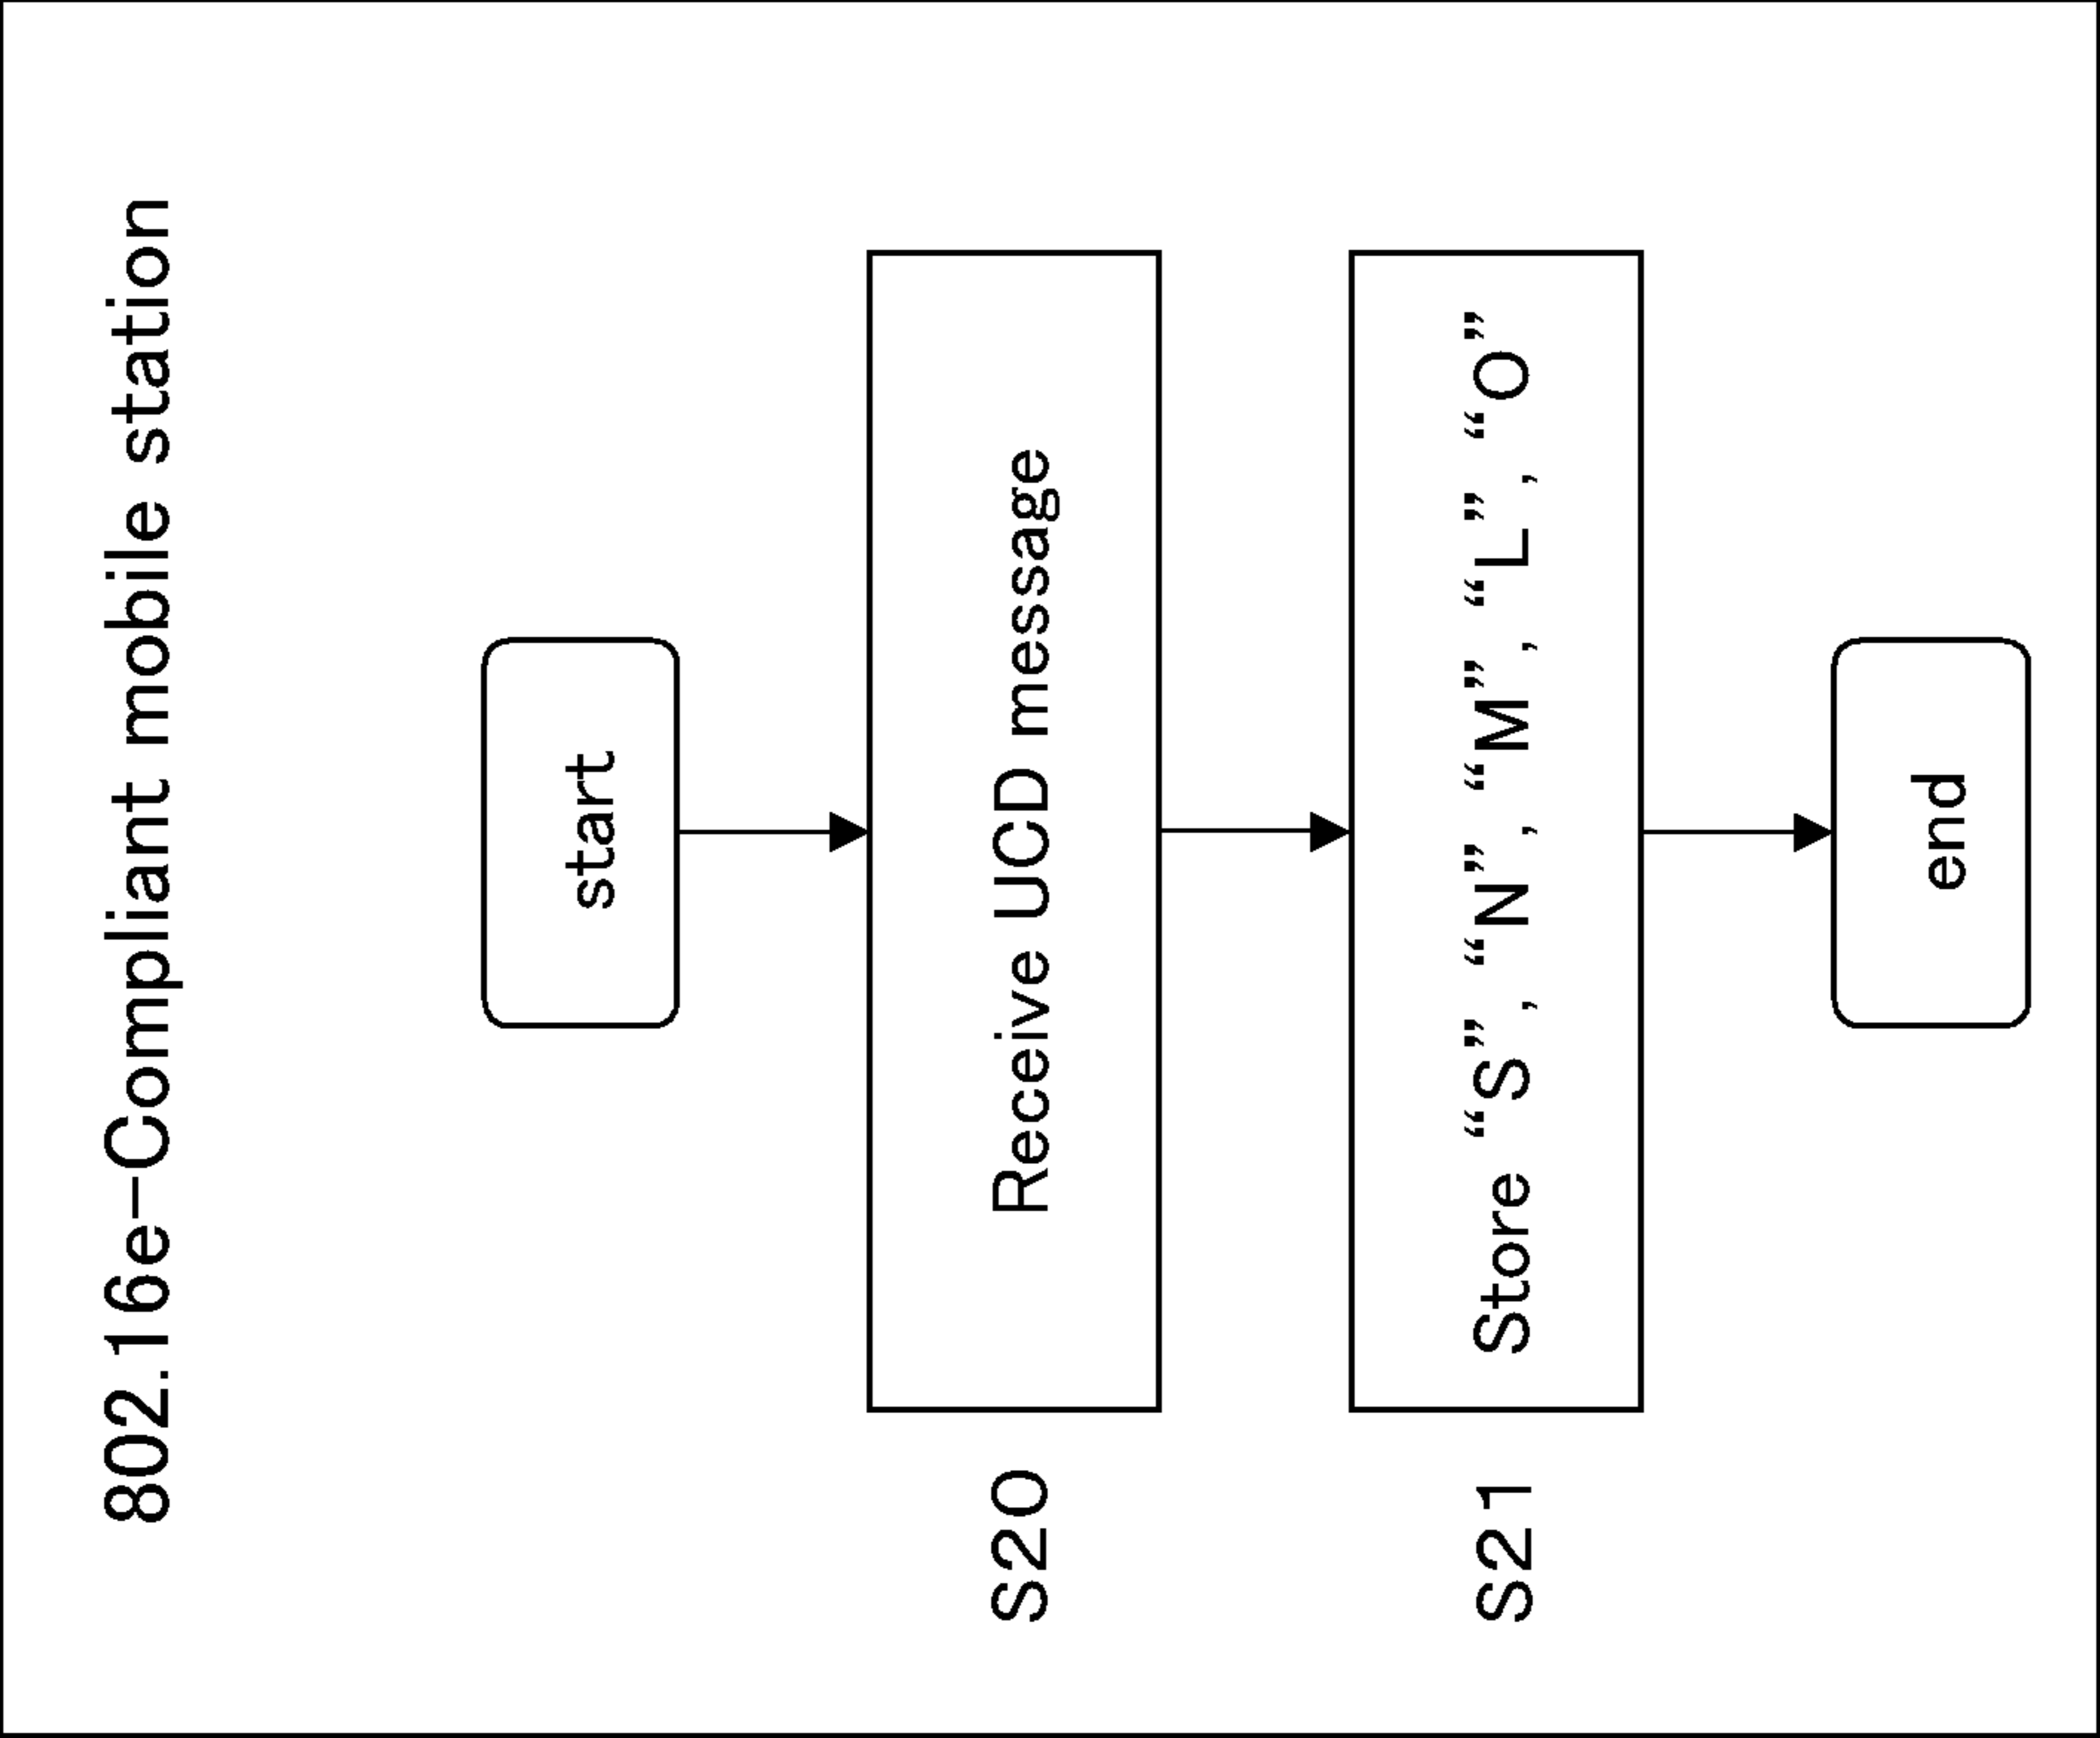 802.16e-Compliant mobile station
start
S20 Receive UCD message
S21 Store “S”, “N”, “M”, “L”, “O”
end